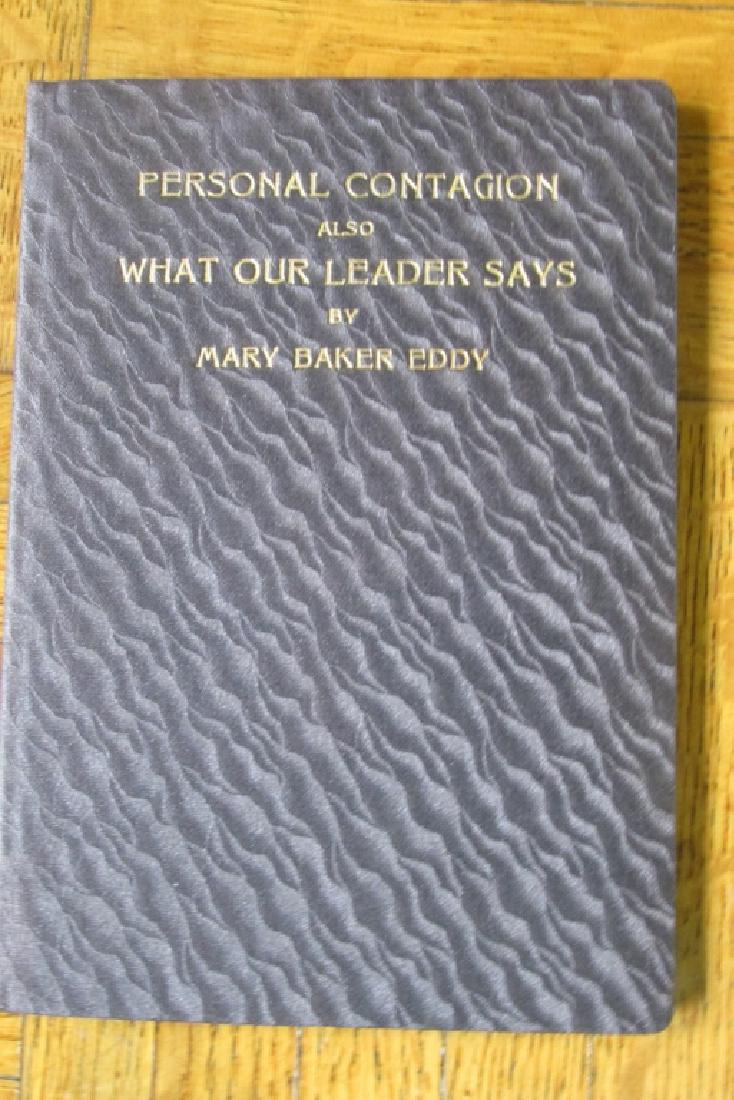 PERSONAL CONTAGION
ALSO
WHAT OUR LEADER SAYS
BY
MARY BAKER EDDY